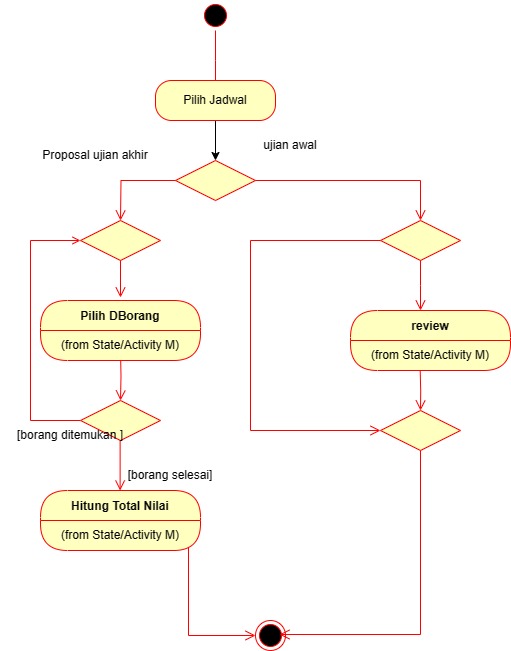 Pilih Jadwal
ujian awal
Proposal ujian akhir
Pilih DBorang
(from State/Activity M)
review
(from State/Activity M)
[borang ditemukan ]
[borang selesai]
Hitung Total Nilai
(from State/Activity M)